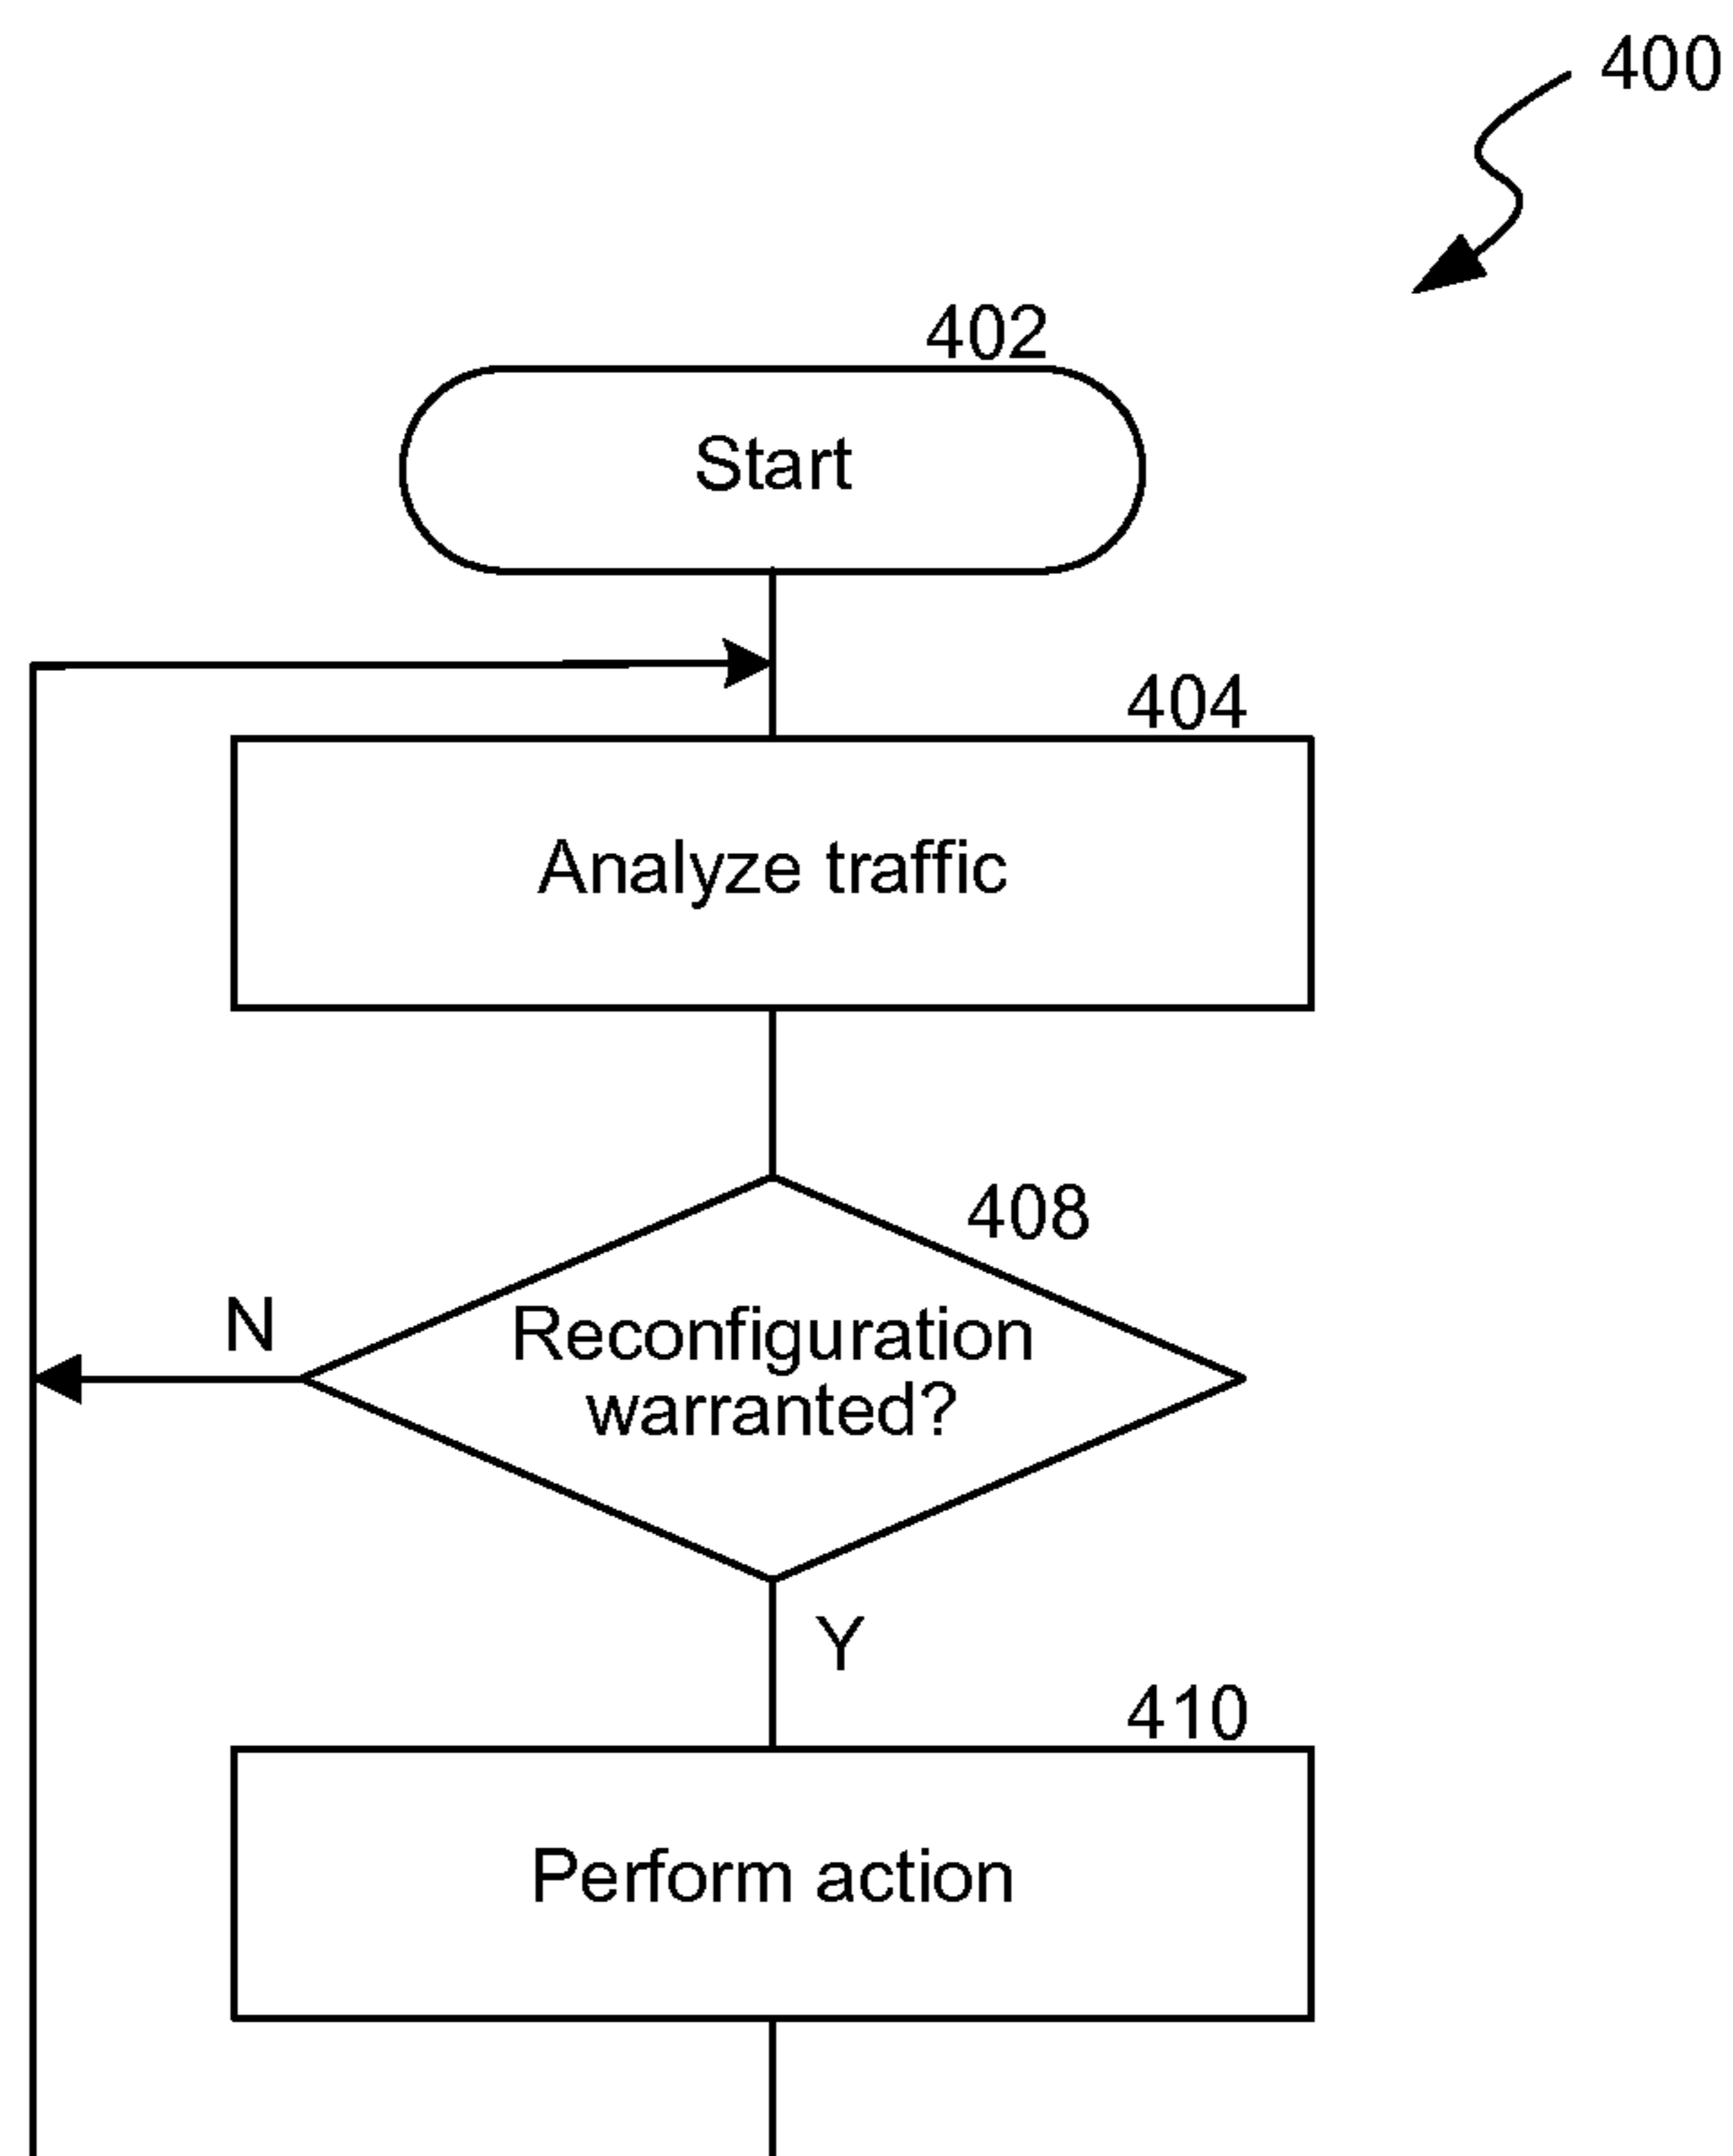 400
402
Start
404
Analyze traffic
408
N
Reconfiguration
warranted?
Y
410
Perform action